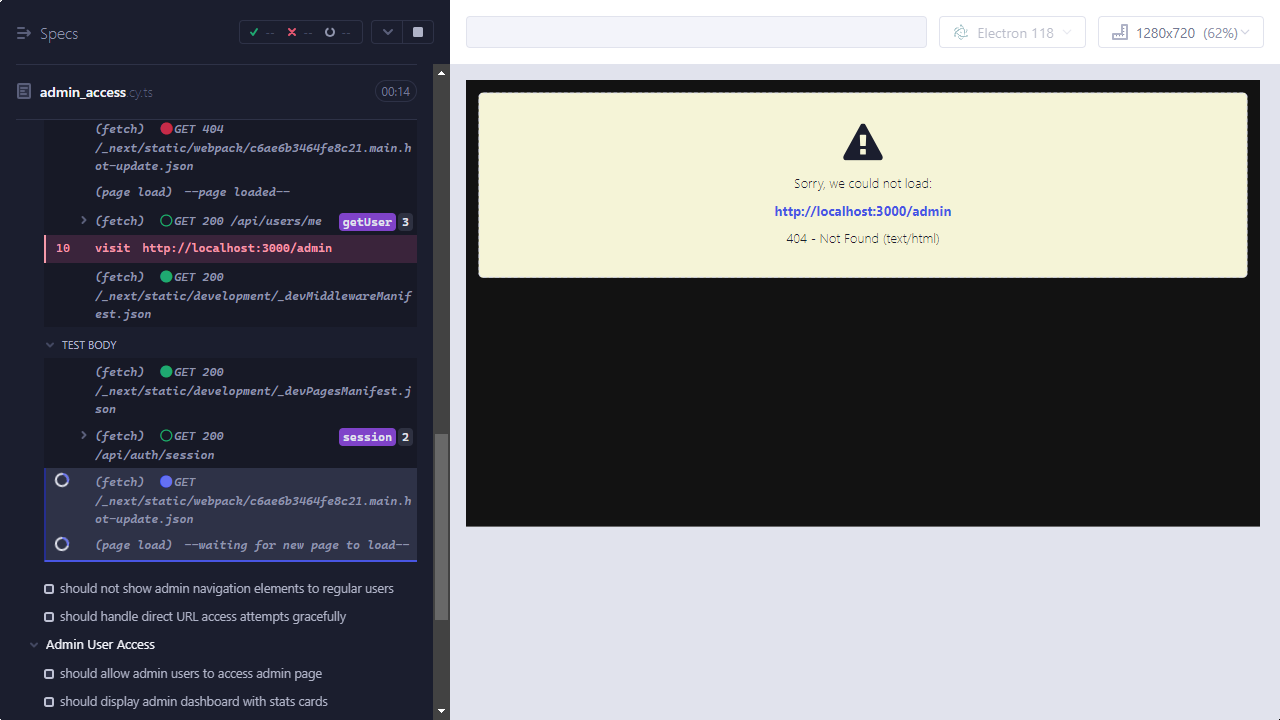 Specs
-- -- --
admin_access.cy.ts
00:14
(fetch) GET 404
/_next/static/webpack/c6ae6b3464fe8c21.main.h
ot-update.json
(page load) --page loaded--
(fetch) GET 200 /api/users/me getUser 3
10 visit http://localhost:3000/admin
(fetch) GET 200
/_next/static/development/_devMiddlewareManif
est.json
TEST BODY
(fetch) GET 200
/_next/static/development/_devPagesManifest.j
son
(fetch) GET 200 session 2
/api/auth/session
(fetch) GET
/_next/static/webpack/c6ae6b3464fe8c21.main.h
ot-update.json
(page load) --waiting for new page to load--
should not show admin navigation elements to regular users
should handle direct URL access attempts gracefully
Admin User Access
should allow admin users to access admin page
should display admin dashboard with stats cards
Electron 118
1280x720 (62%)
Sorry, we could not load:
http://localhost:3000/admin
404 - Not Found (text/html)